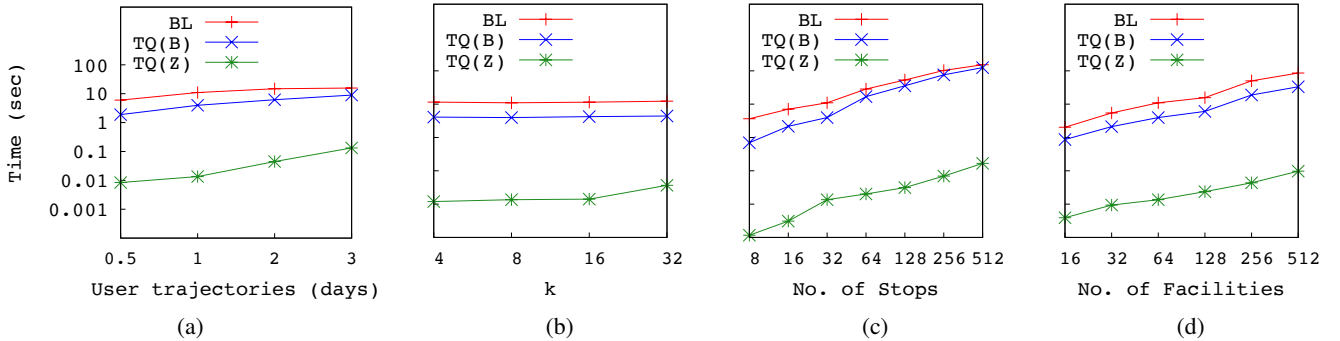 BL
TQ(B)
TQ(Z)
Time (sec)
100
10
1
0.1
0.01
0.001
0.5 1 2 3
User trajectories (days)
(a)
BL
TQ(B)
TQ(Z)
4 8 16 32
k
(b)
BL
TQ(B)
TQ(Z)
8 16 32 64 128 256 512
No. of Stops
(c)
BL
TQ(B)
TQ(Z)
16 32 64 128 256 512
No. of Facilities
(d)